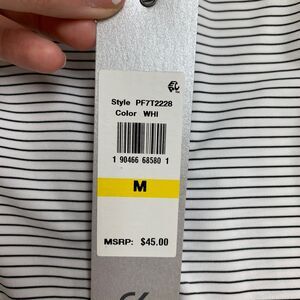 Style PF7T2228
Color WHI
1 90466 68580 1
M
MSRP: $45.00